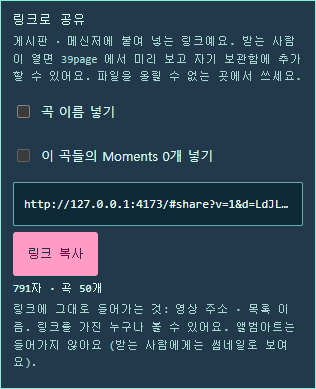 링크로 공유
게시판 · 메신저에 붙여 넣는 링크예요. 받는 사람
이 열면 39page 에서 미리 보고 자기 보관함에 추가
할 수 있어요. 파일을 올릴 수 없는 곳에서 쓰세요.
곡 이름 넣기
이 곡들의 Moments 0개 넣기
http://127.0.0.1:4173/#share?v=1&d=LdJL…
링크 복사
791자 · 곡 50개
링크에 그대로 들어가는 것: 영상 주소 · 목록 이
름. 링크를 가진 누구나 볼 수 있어요. 앨범아트는
들어가지 않아요 (받는 사람에게는 썸네일로 보여
요).